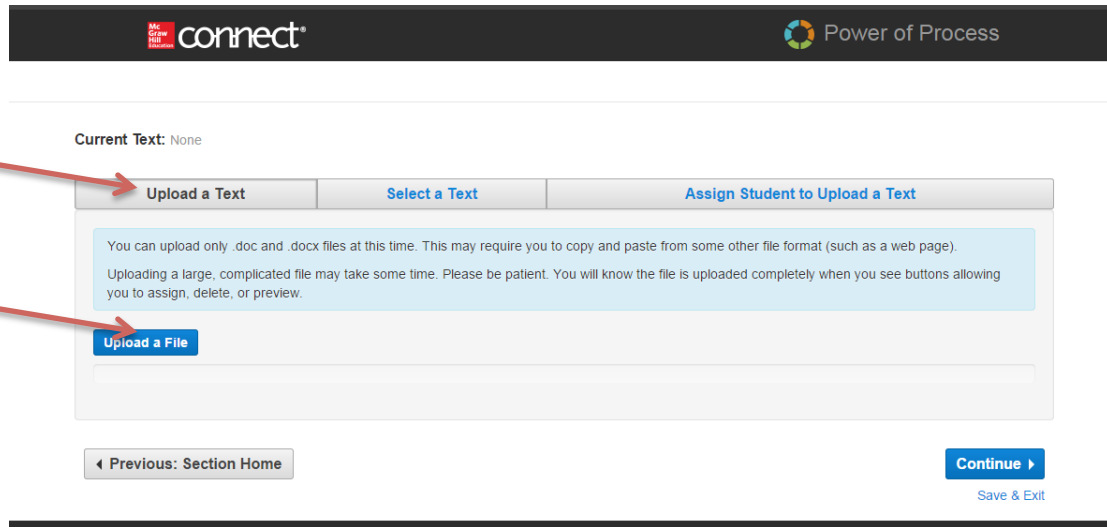 Mc Graw Hill Education connect® Power of Process
Current Text: None
Upload a Text Select a Text Assign Student to Upload a Text
You can upload only .doc and .docx files at this time. This may require you to copy and paste from some other file format (such as a web page).
Uploading a large, complicated file may take some time. Please be patient. You will know the file is uploaded completely when you see buttons allowing
you to assign, delete, or preview.
Upload a File
Previous: Section Home Continue
Save & Exit